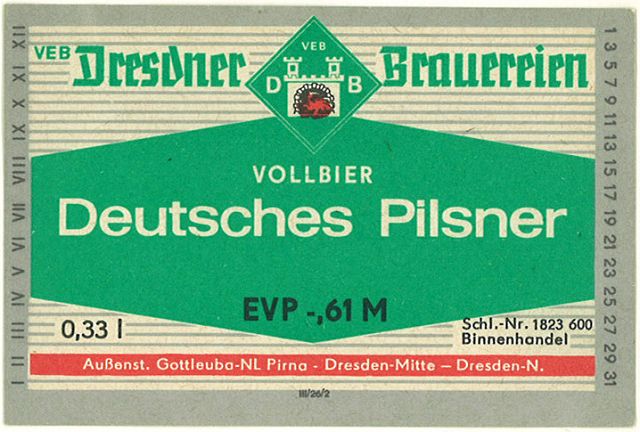 VEB Dresdner Brauereien
VEB
D B
VOLLBIER
Deutsches Pilsner
EVP -,61 M
0,33 l
Schl.-Nr. 1823 600
Binnenhandel
Außenst. Gottleuba-NL Pirna - Dresden-Mitte – Dresden-N.
III/26/2
I II III IV V VI VII VIII IX X XI XII
1 3 5 7 9 11 13 15 17 19 21 23 25 27 29 31